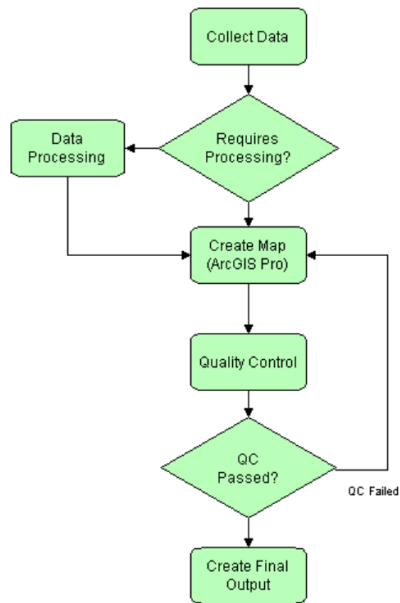 Collect Data
Requires
Processing?
Data
Processing
Create Map
(ArcGIS Pro)
Quality Control
QC
Passed?
QC Failed
Create Final
Output